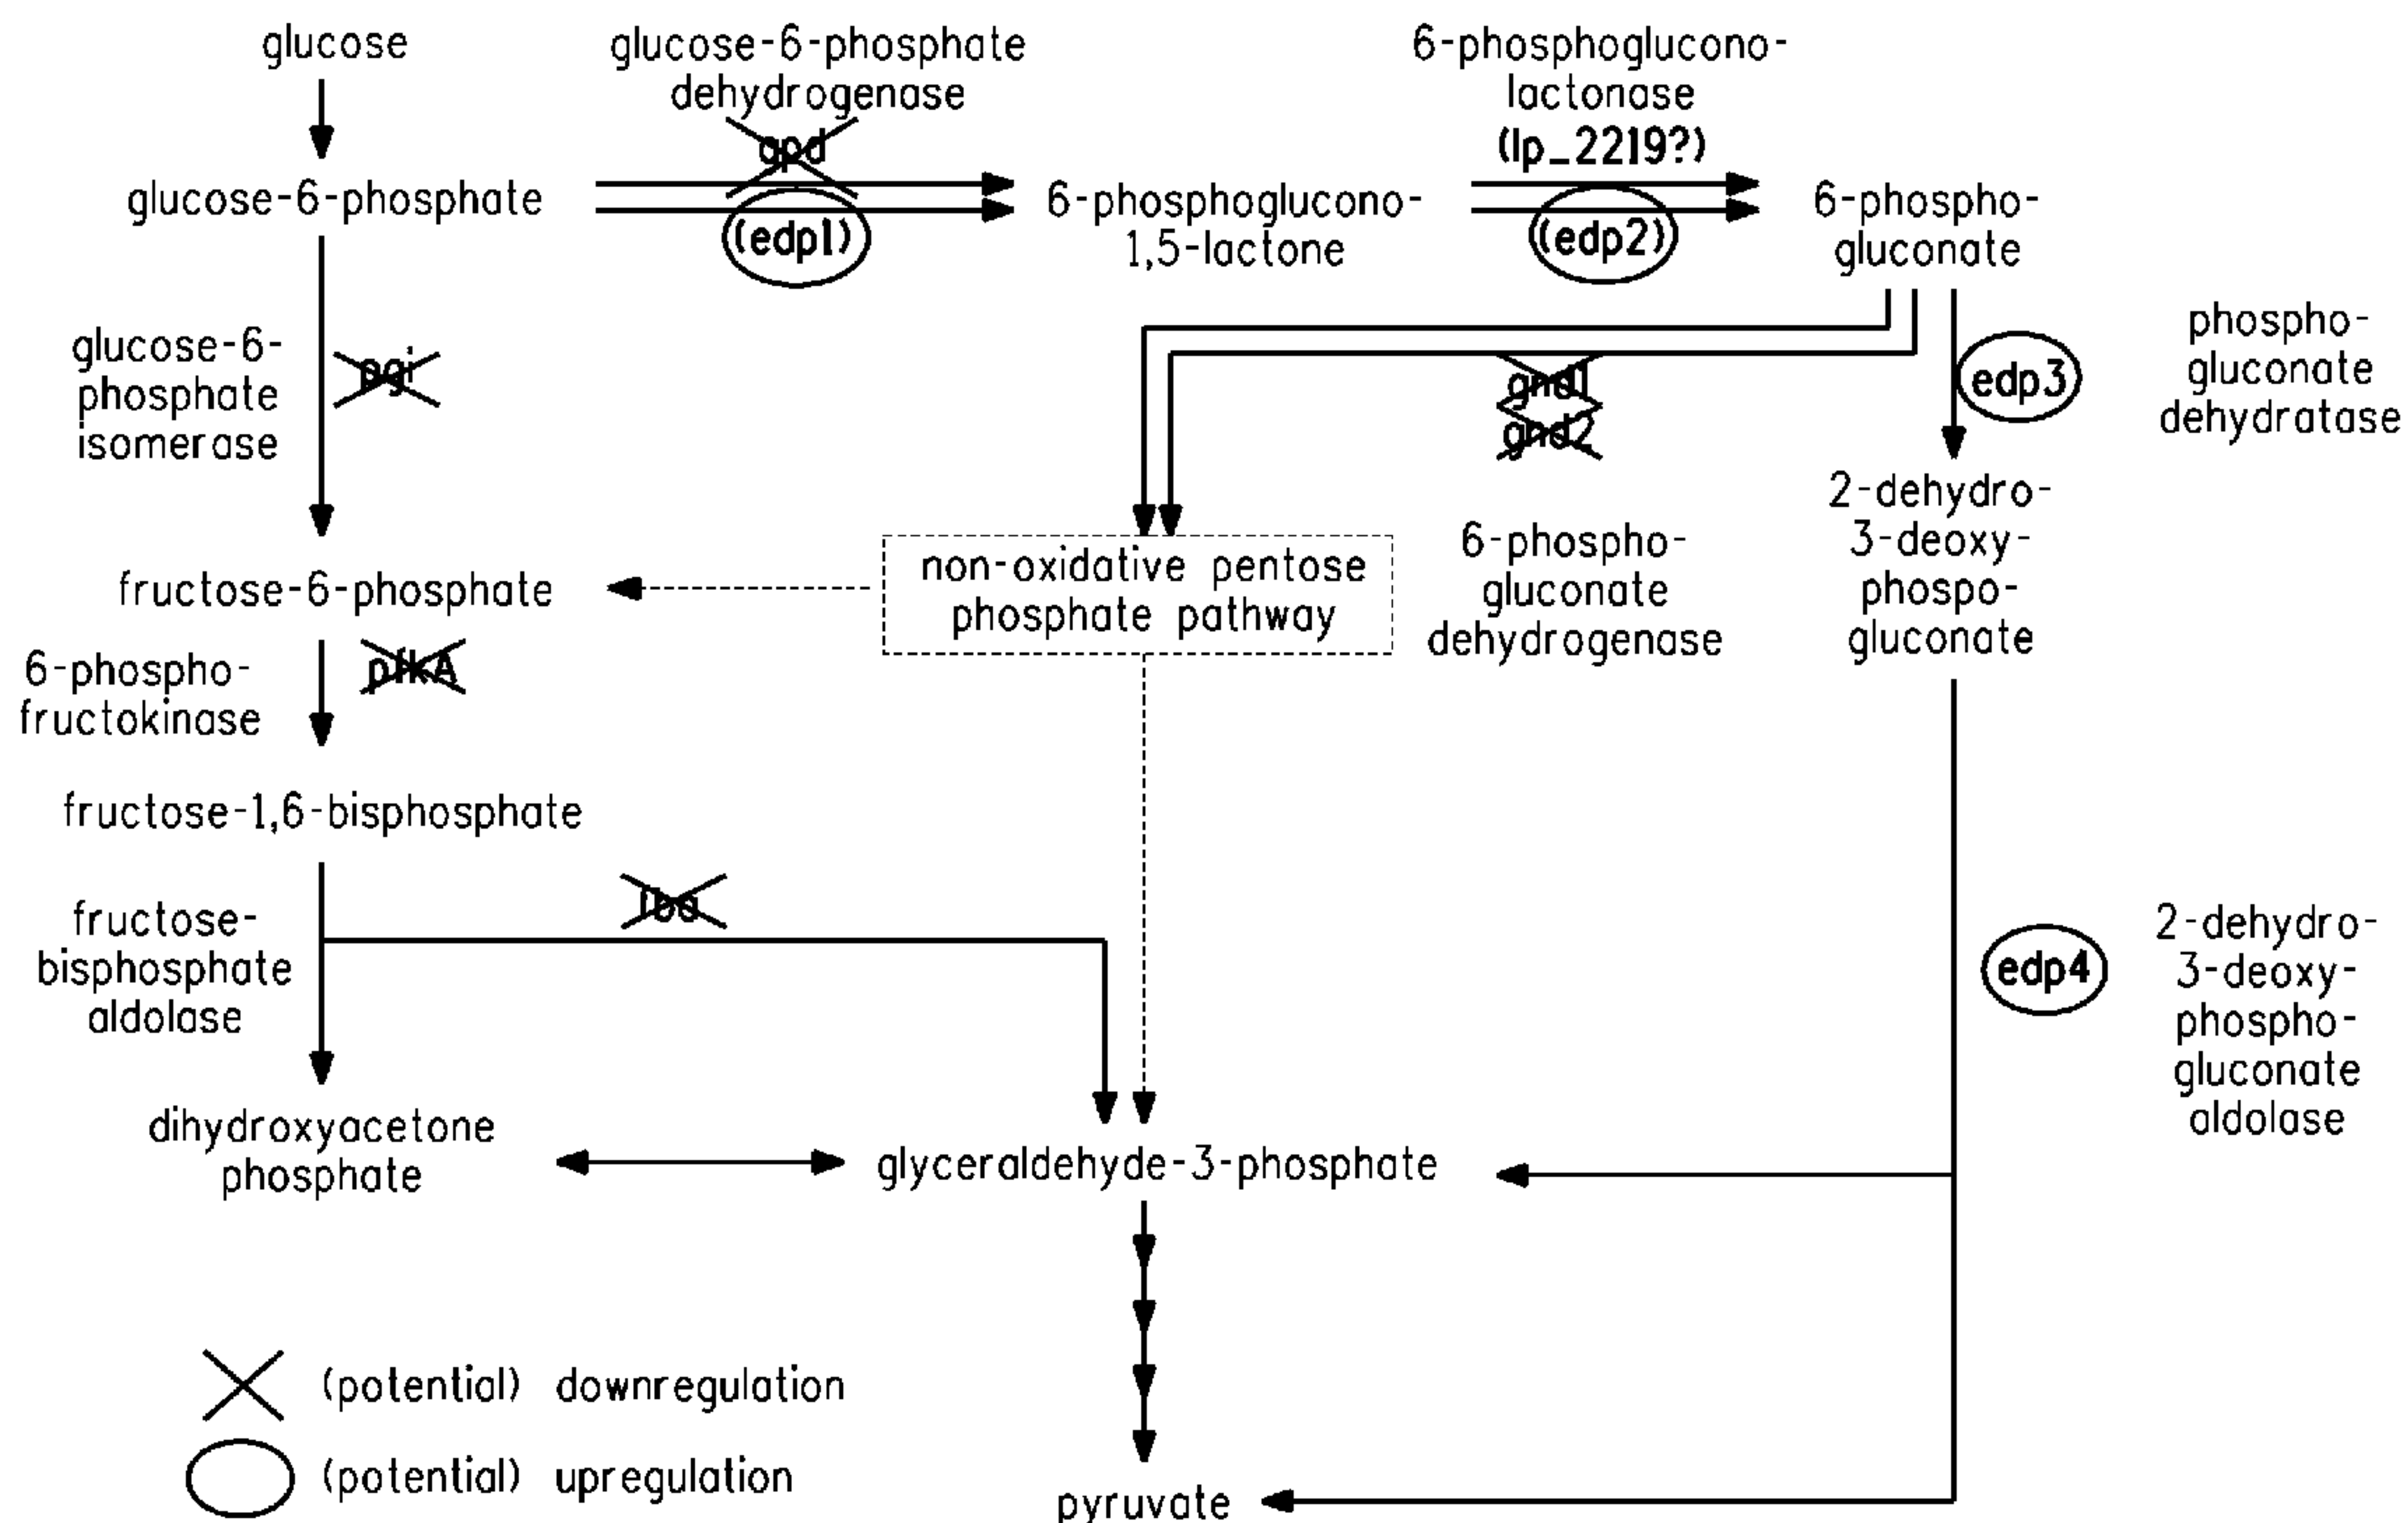 glucose
glucose-6-phosphate
dehydrogenase
gpd
(edp1)
6-phosphoglucono-
lactonase
(lp_2219?)
(edp2)
glucose-6-phosphate
6-phosphoglucono-
1,5-lactone
6-phospho-
gluconate
glucose-6-
phosphate
isomerase
pgi
gnd1
gnd2
edp3
phospho-
gluconate
dehydratase
2-dehydro-
3-deoxy-
phospo-
gluconate
6-phospho-
gluconate
dehydrogenase
non-oxidative pentose
phosphate pathway
fructose-6-phosphate
6-phospho-
fructokinase
pfkA
fructose-1,6-bisphosphate
fructose-
bisphosphate
aldolase
fba
edp4
2-dehydro-
3-deoxy-
phospho-
gluconate
aldolase
dihydroxyacetone
phosphate
glyceraldehyde-3-phosphate
(potential) downregulation
(potential) upregulation
pyruvate